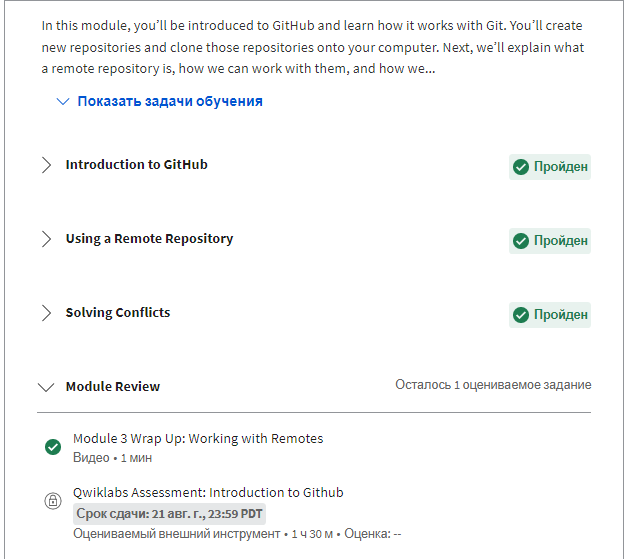 In this module, you’ll be introduced to GitHub and learn how it works with Git. You’ll create
new repositories and clone those repositories onto your computer. Next, we’ll explain what
a remote repository is, how we can work with them, and how we...
Показать задачи обучения
Introduction to GitHub
Пройден
Using a Remote Repository
Пройден
Solving Conflicts
Пройден
Module Review
Осталось 1 оцениваемое задание
Module 3 Wrap Up: Working with Remotes
Видео • 1 мин
Qwiklabs Assessment: Introduction to Github
Срок сдачи: 21 авг. г., 23:59 PDT
Оцениваемый внешний инструмент • 1 ч 30 м • Оценка: --